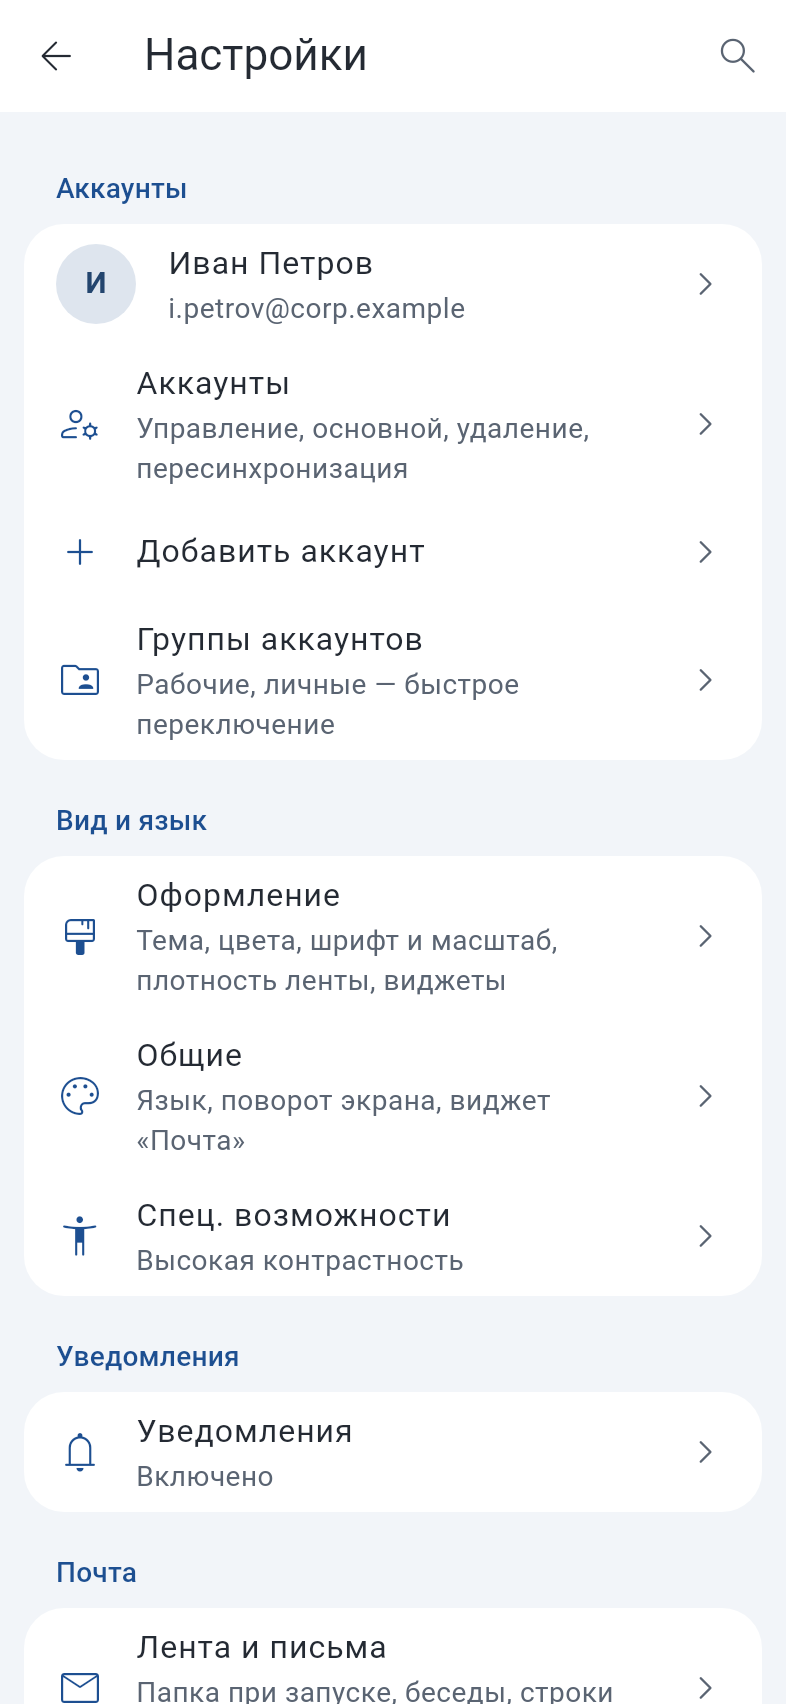 Настройки
Аккаунты
И
Иван Петров
i.petrov@corp.example
Аккаунты
Управление, основной, удаление,
пересинхронизация
Добавить аккаунт
Группы аккаунтов
Рабочие, личные — быстрое
переключение
Вид и язык
Оформление
Тема, цвета, шрифт и масштаб,
плотность ленты, виджеты
Общие
Язык, поворот экрана, виджет
«Почта»
Спец. возможности
Высокая контрастность
Уведомления
Уведомления
Включено
Почта
Лента и письма
Папка при запуске, беседы, строки